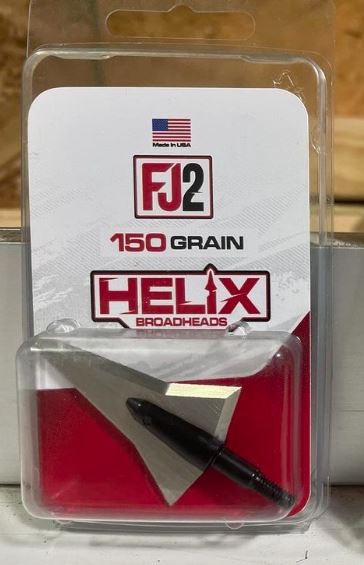 Made in USA
FJ2
150 GRAIN
HELIX
BROADHEADS